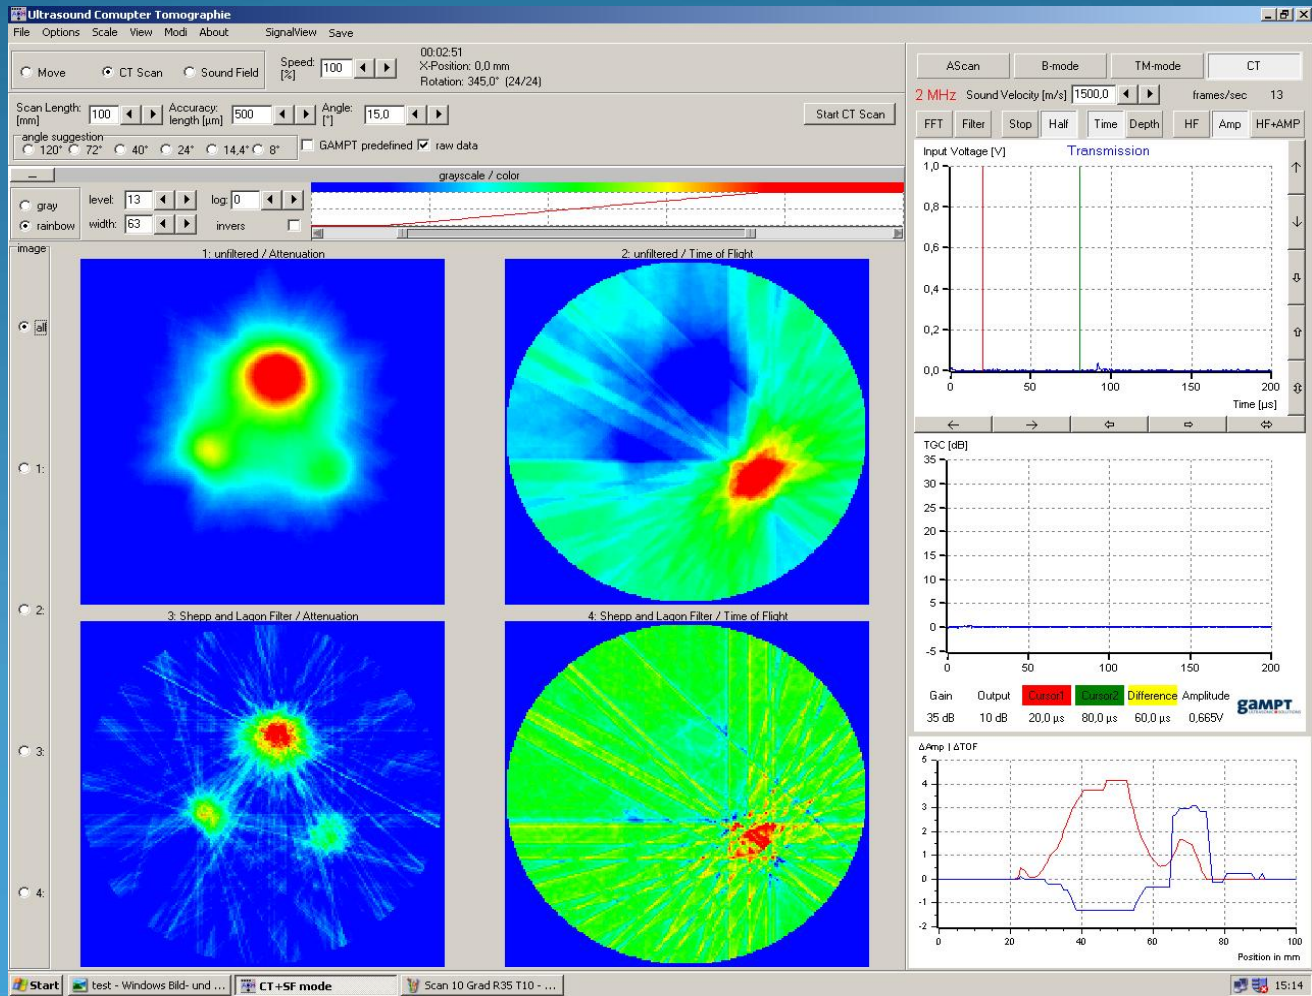 Ultrasound Comupter Tomographie
File Options Scale View Modi About SignalView Save
Move CT Scan Sound Field Speed: [%] 100
00:02:51
X-Position: 0,0 mm
Rotation: 345,0° (24/24)
Scan Length: [mm] 100 Accuracy: length [µm] 500 Angle: [°] 15,0 Start CT Scan
angle suggestion
120° 72° 40° 24° 14,4° 8° GAMPT predefined raw data
grayscale / color
gray level: 13 log: 0
rainbow width: 63 invers
image
all
1:
2:
3:
4:
1: unfiltered / Attenuation
2: unfiltered / Time of Flight
3: Shepp and Lagon Filter / Attenuation
4: Shepp and Lagon Filter / Time of Flight
AScan B-mode TM-mode CT
2 MHz Sound Velocity [m/s] 1500,0 frames/sec 13
FFT Filter Stop Half Time Depth HF Amp HF+AMP
Input Voltage [V] Transmission
1,0
0,8
0,6
0,4
0,2
0,0
0 50 100 150 200
Time [µs]
TGC [dB]
35
30
25
20
15
10
5
0
-5
0 50 100 150 200
Gain Output Cursor1 Cursor2 Difference Amplitude
35 dB 10 dB 20,0 µs 80,0 µs 60,0 µs 0,665V
GAMPT
ΔAmp | ΔTOF
5
4
3
2
1
0
-1
-2
0 20 40 60 80 100
Position in mm
Start test - Windows Bild- und ... CT+SF mode Scan 10 Grad R35 T10 - ... 15:14